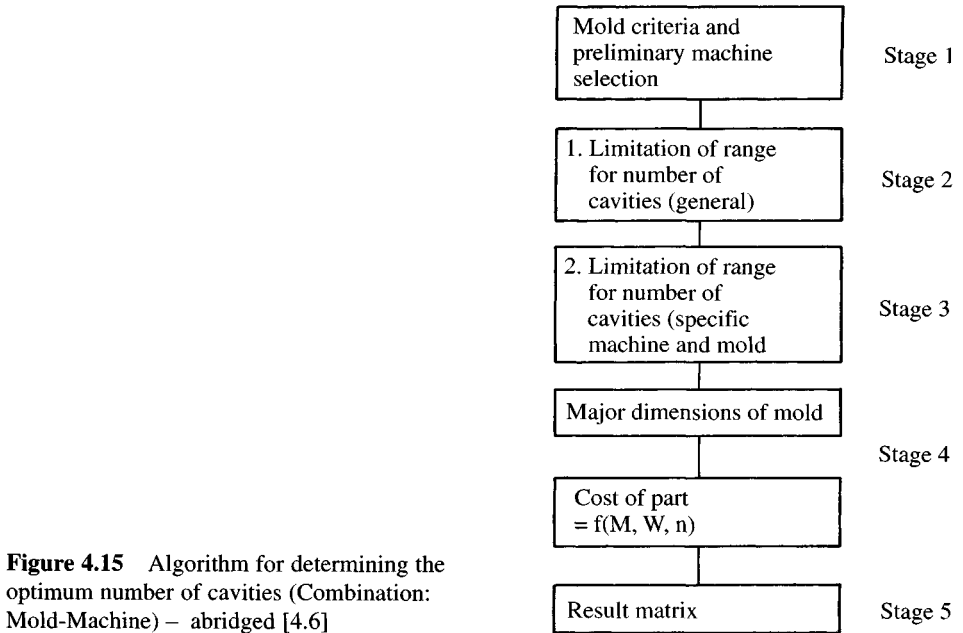 Mold criteria and
preliminary machine
selection
Stage 1
1. Limitation of range
for number of
cavities (general)
Stage 2
2. Limitation of range
for number of
cavities (specific
machine and mold
Stage 3
Major dimensions of mold
Stage 4
Cost of part
= f(M, W, n)
Result matrix
Stage 5
Figure 4.15 Algorithm for determining the
optimum number of cavities (Combination:
Mold-Machine) – abridged [4.6]